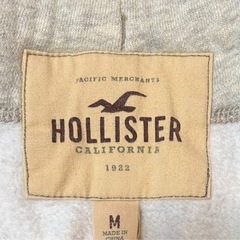 PACIFIC MERCHANTS
HOLLISTER
CALIFORNIA
1922
M
MADE IN
CHINA